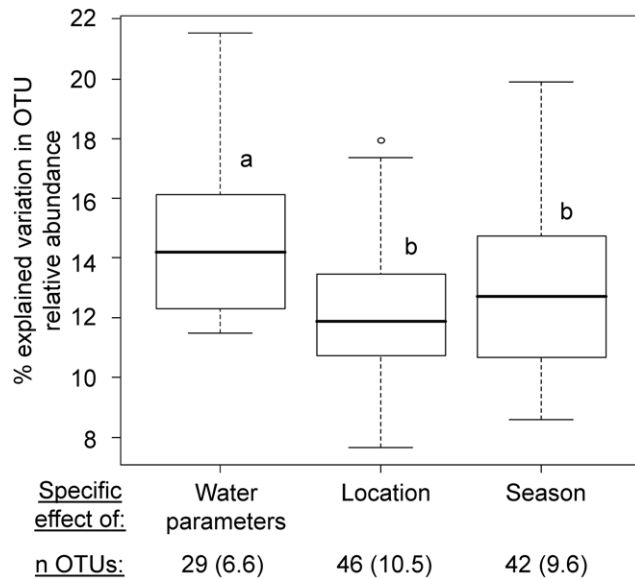 % explained variation in OTU
relative abundance
22
20
18
16
14
12
10
8
a
b
b
Specific
effect of:
Water
parameters
Location
Season
n OTUs:
29 (6.6)
46 (10.5)
42 (9.6)